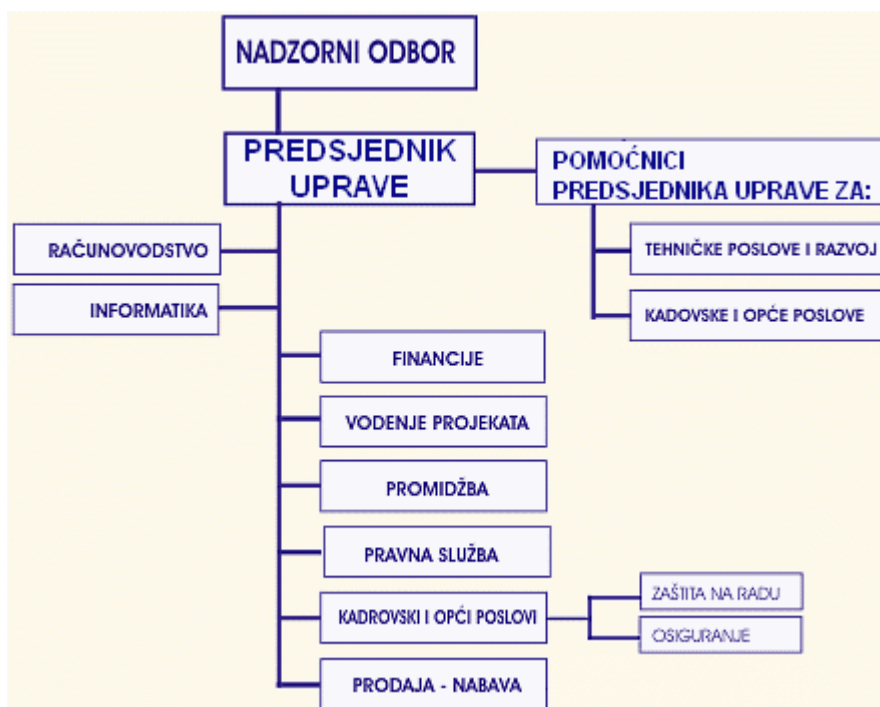 NADZORNI ODBOR
PREDSJEDNIK
UPRAVE
POMOĆNICI
PREDSJEDNIKA UPRAVE ZA:
RAČUNOVODSTVO
TEHNIČKE POSLOVE I RAZVOJ
INFORMATIKA
KADOVSKE I OPĆE POSLOVE
FINANCIJE
VODENJE PROJEKATA
PROMIDŽBA
PRAVNA SLUŽBA
KADROVSKI I OPĆI POSLOVI
ZAŠTITA NA RADU
OSIGURANJE
PRODAJA - NABAVA